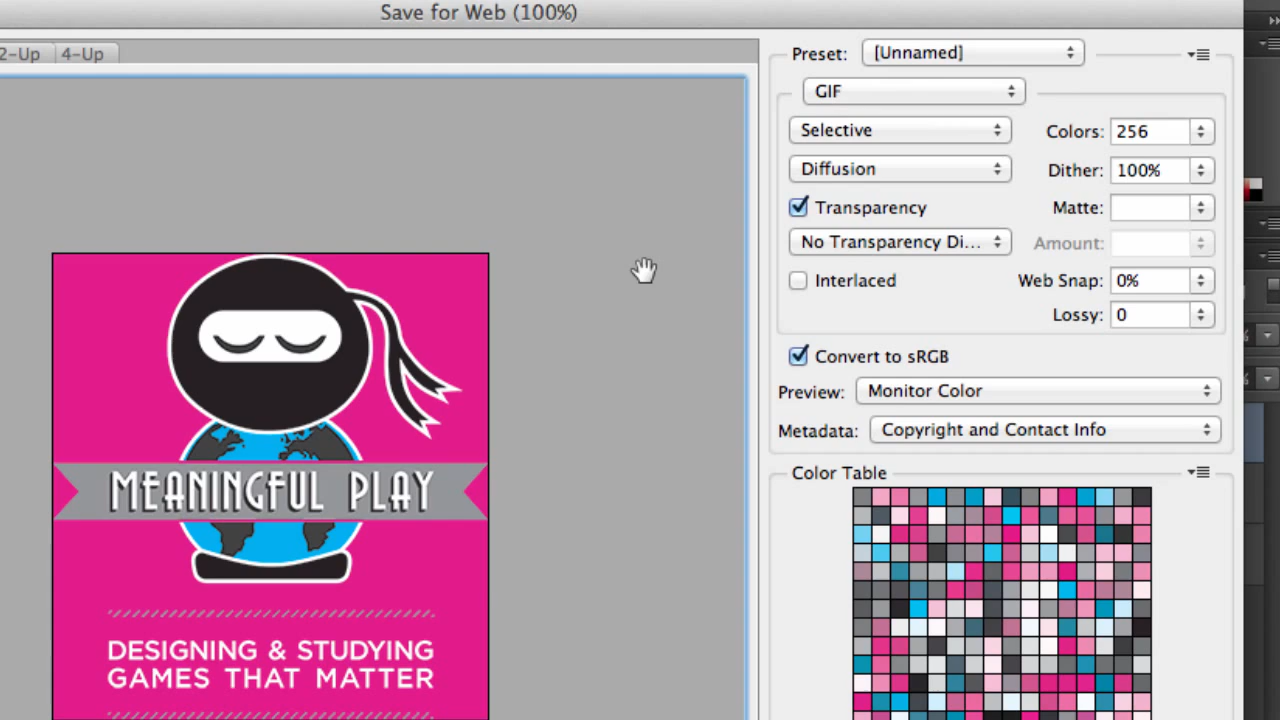 Save for Web (100%)
2-Up
4-Up
Preset:
[Unnamed]
GIF
Selective
Colors:
256
Diffusion
Dither:
100%
Transparency
Matte:
No Transparency Di...
Amount:
Interlaced
Web Snap:
0%
Lossy:
0
Convert to sRGB
Preview:
Monitor Color
Metadata:
Copyright and Contact Info
Color Table
MEANINGFUL PLAY
DESIGNING & STUDYING
GAMES THAT MATTER